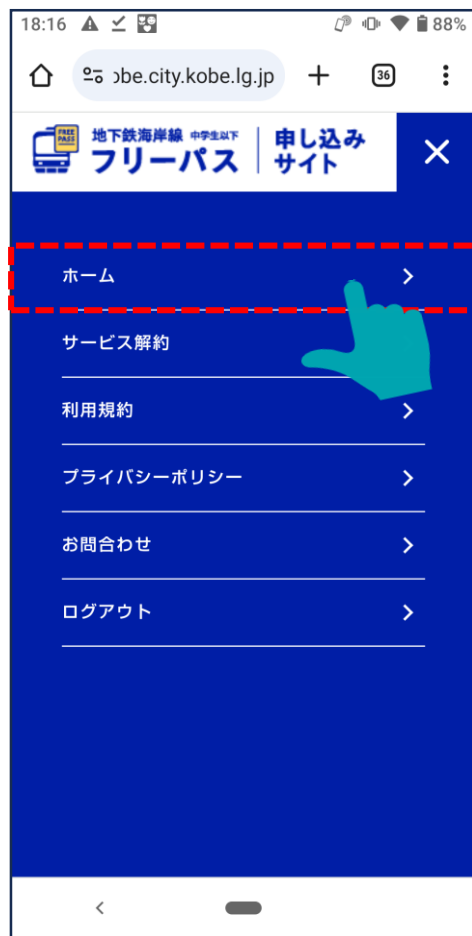 18:16
88%
obe.city.kobe.lg.jp
36
FREE
PASS
地下鉄海岸線 中学生以下
フリーパス
申し込み
サイト
ホーム
サービス解約
利用規約
プライバシーポリシー
お問合わせ
ログアウト